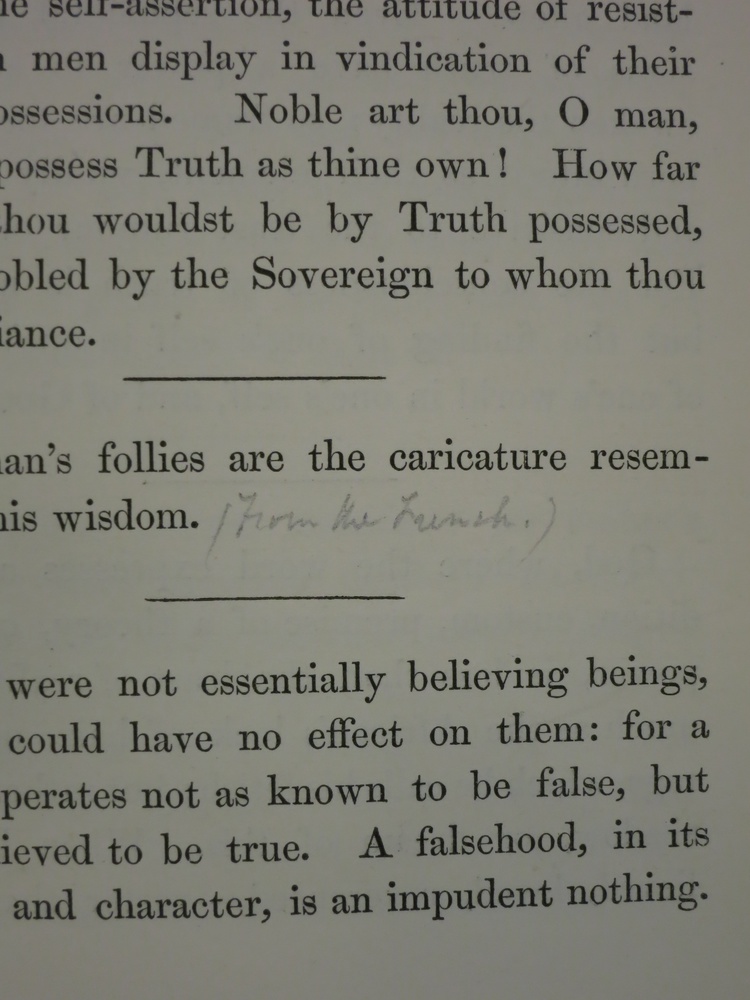 self-assertion, the attitude of resist-
men display in vindication of their
ossessions. Noble art thou, O man,
possess Truth as thine own! How far
thou wouldst be by Truth possessed,
obled by the Sovereign to whom thou
iance.
an's follies are the caricature resem-
his wisdom. (From the French.)
were not essentially believing beings,
could have no effect on them: for a
perates not as known to be false, but
ieved to be true. A falsehood, in its
and character, is an impudent nothing.